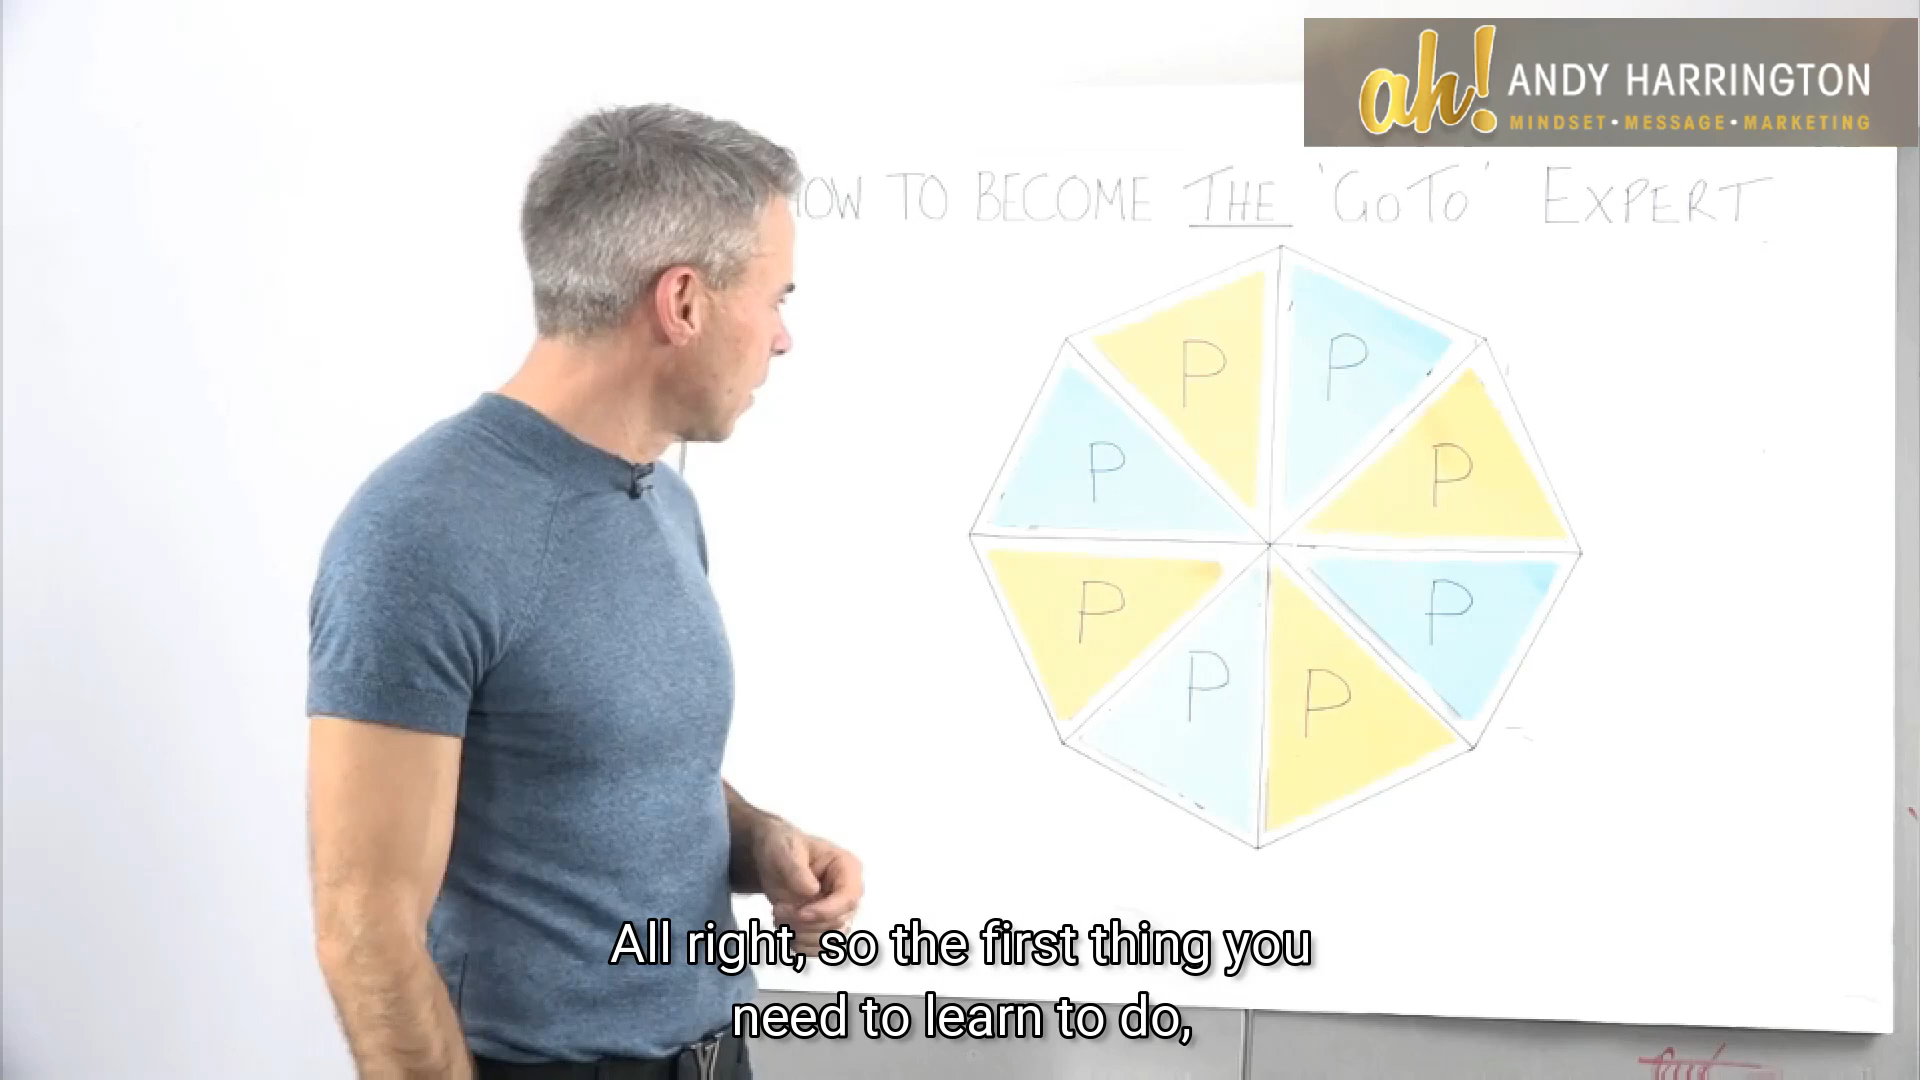 ah! ANDY HARRINGTON
MINDSET • MESSAGE • MARKETING
OW TO BECOME THE 'GoTo' EXPERT
P
P
P
P
P
P
P
P
All right, so the first thing you
need to learn to do,